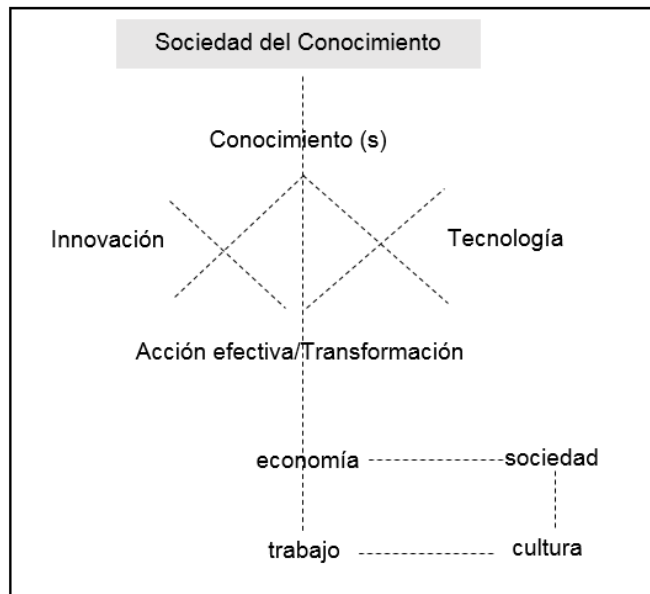 Sociedad del Conocimiento
Conocimiento (s)
Innovación
Tecnología
Acción efectiva/Transformación
economía
sociedad
trabajo
cultura